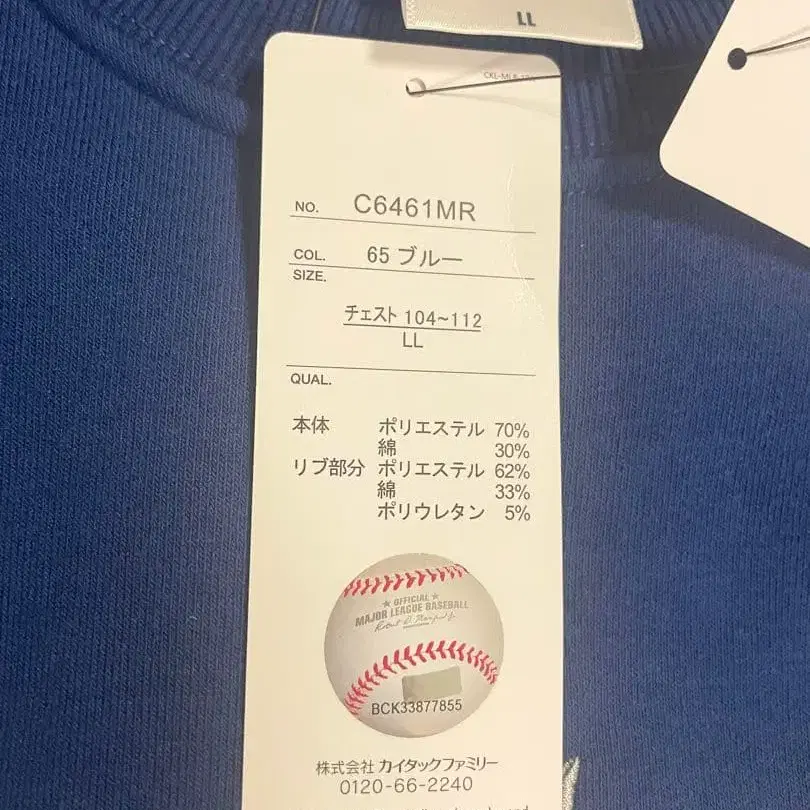 LL
NO. C6461MR
COL. 65 ブルー
SIZE.
チェスト 104~112
LL
QUAL.
本体 ポリエステル 70%
綿 30%
リブ部分 ポリエステル 62%
綿 33%
ポリウレタン 5%
★ OFFICIAL ★
MAJOR LEAGUE BASEBALL
BCK33877855
株式会社 カイタックファミリー
0120-66-2240